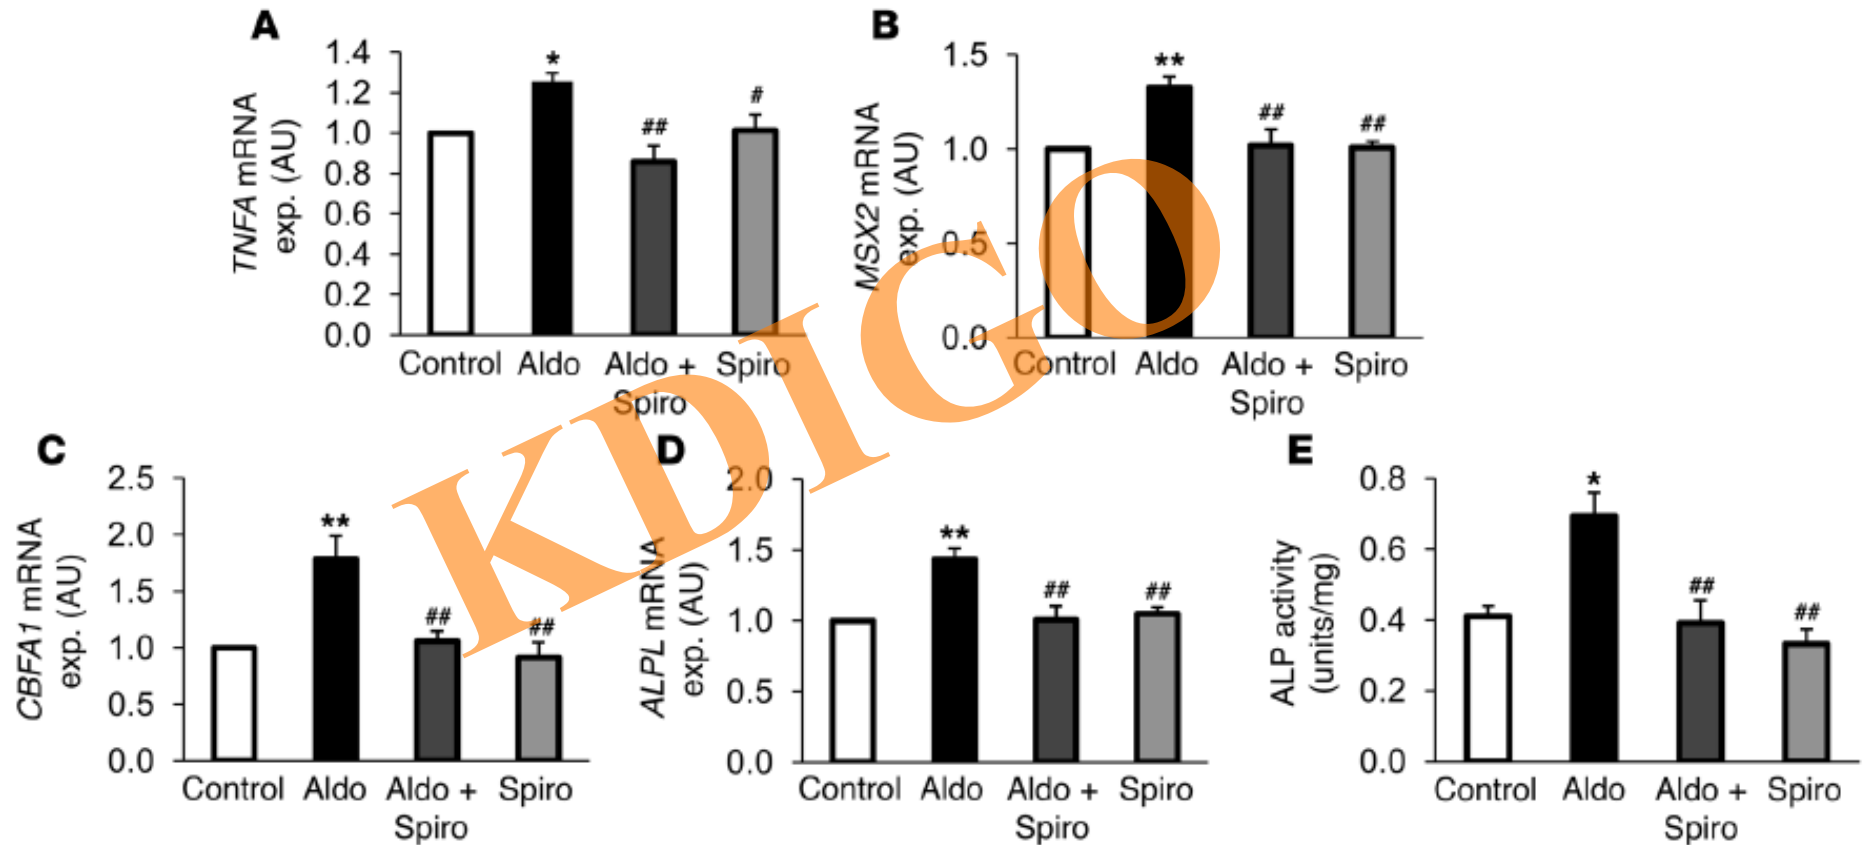 A
TNFA mRNA
exp. (AU)
1.4
1.2
1.0
0.8
0.6
0.4
0.2
0.0
*
##
#
Control Aldo Aldo + Spiro
Spiro
B
MSX2 mRNA
exp. (AU)
1.5
1.0
0.5
0.0
**
##
##
Control Aldo Aldo + Spiro
Spiro
C
CBFA1 mRNA
exp. (AU)
2.5
2.0
1.5
1.0
0.5
0.0
**
##
##
Control Aldo Aldo + Spiro
Spiro
D
ALPL mRNA
exp. (AU)
2.0
1.5
1.0
0.5
0.0
**
##
##
Control Aldo Aldo + Spiro
Spiro
E
ALP activity
(units/mg)
0.8
0.6
0.4
0.2
0.0
*
##
##
Control Aldo Aldo + Spiro
Spiro
KDIGO